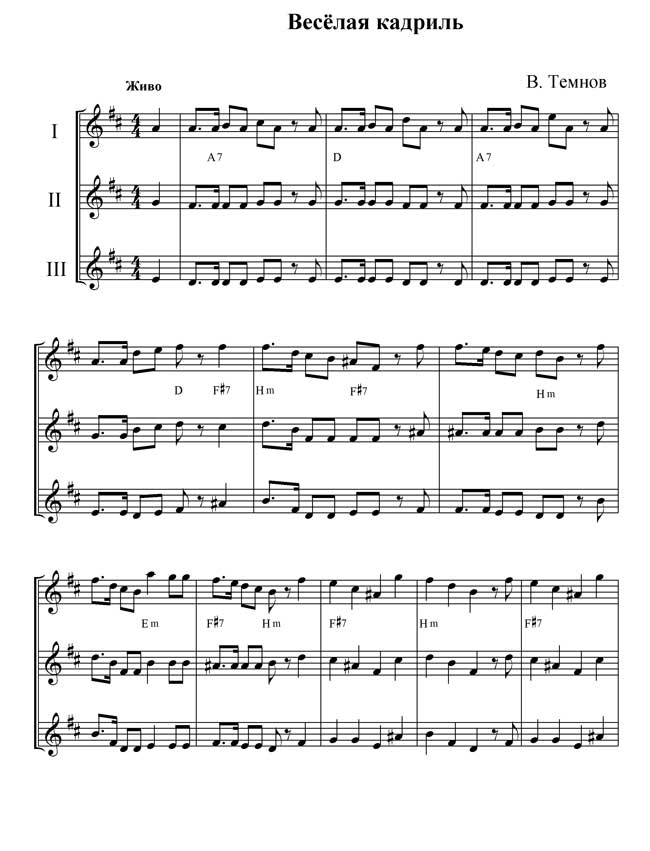 Весёлая кадриль
В. Темнов
Живо
I
A7 D A7
II
III
D F#7 Hm F#7 Hm
Em F#7 Hm F#7 Hm F#7